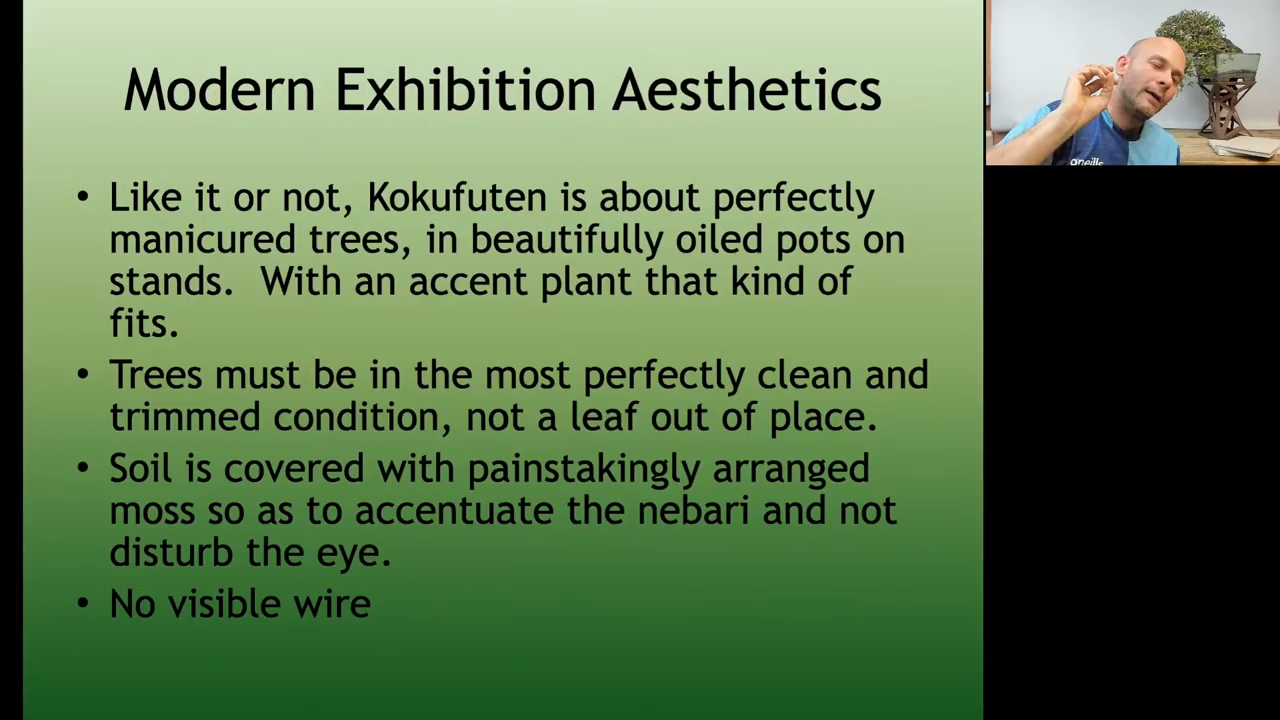 Modern Exhibition Aesthetics
• Like it or not, Kokufuten is about perfectly
manicured trees, in beautifully oiled pots on
stands.  With an accent plant that kind of
fits.
• Trees must be in the most perfectly clean and
trimmed condition, not a leaf out of place.
• Soil is covered with painstakingly arranged
moss so as to accentuate the nebari and not
disturb the eye.
• No visible wire
o'neills